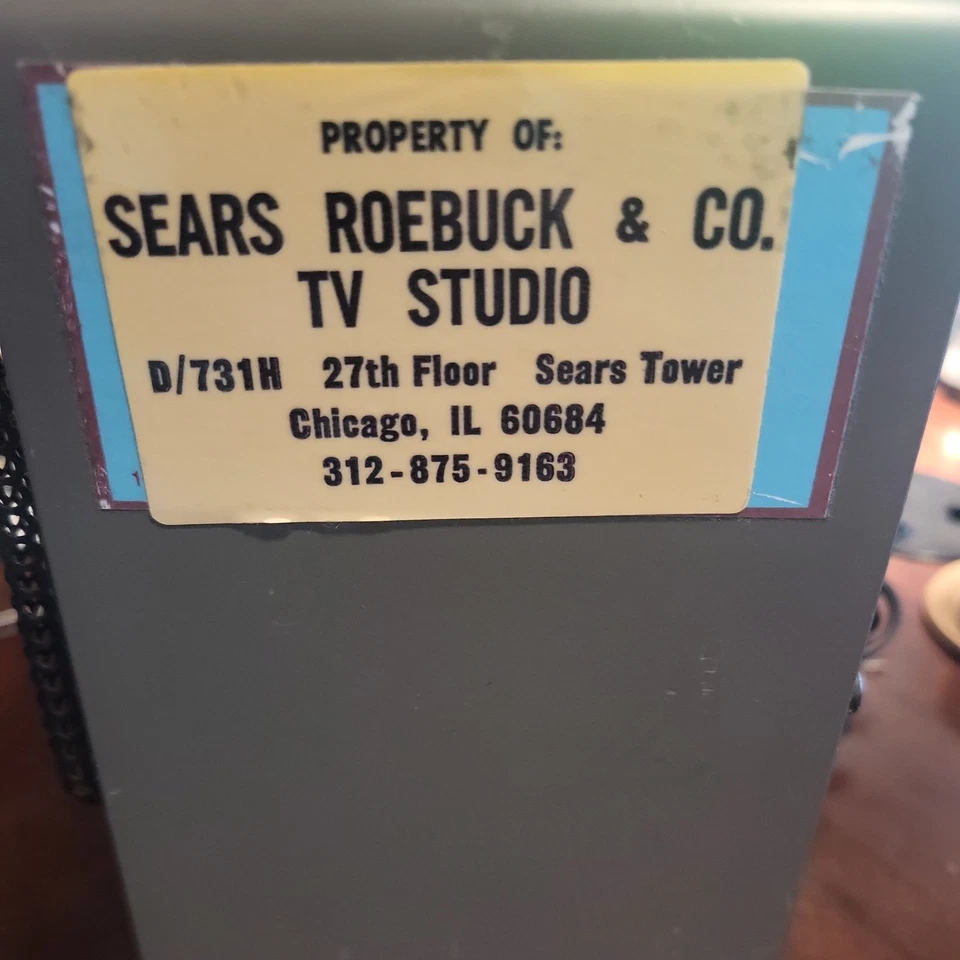 PROPERTY OF:
SEARS ROEBUCK & CO.
TV STUDIO
D/731H 27th Floor Sears Tower
Chicago, IL 60684
312-875-9163